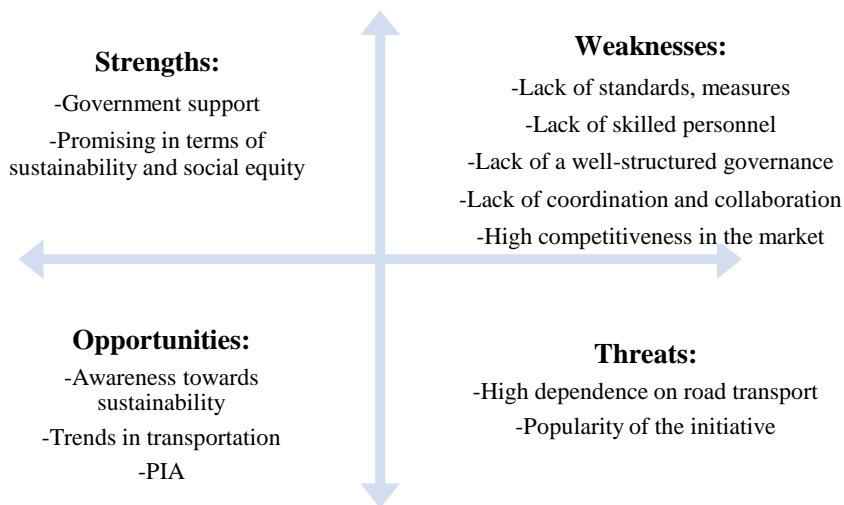 Strengths:
-Government support
-Promising in terms of
sustainability and social equity
Weaknesses:
-Lack of standards, measures
-Lack of skilled personnel
-Lack of a well-structured governance
-Lack of coordination and collaboration
-High competitiveness in the market
Opportunities:
-Awareness towards
sustainability
-Trends in transportation
-PIA
Threats:
-High dependence on road transport
-Popularity of the initiative